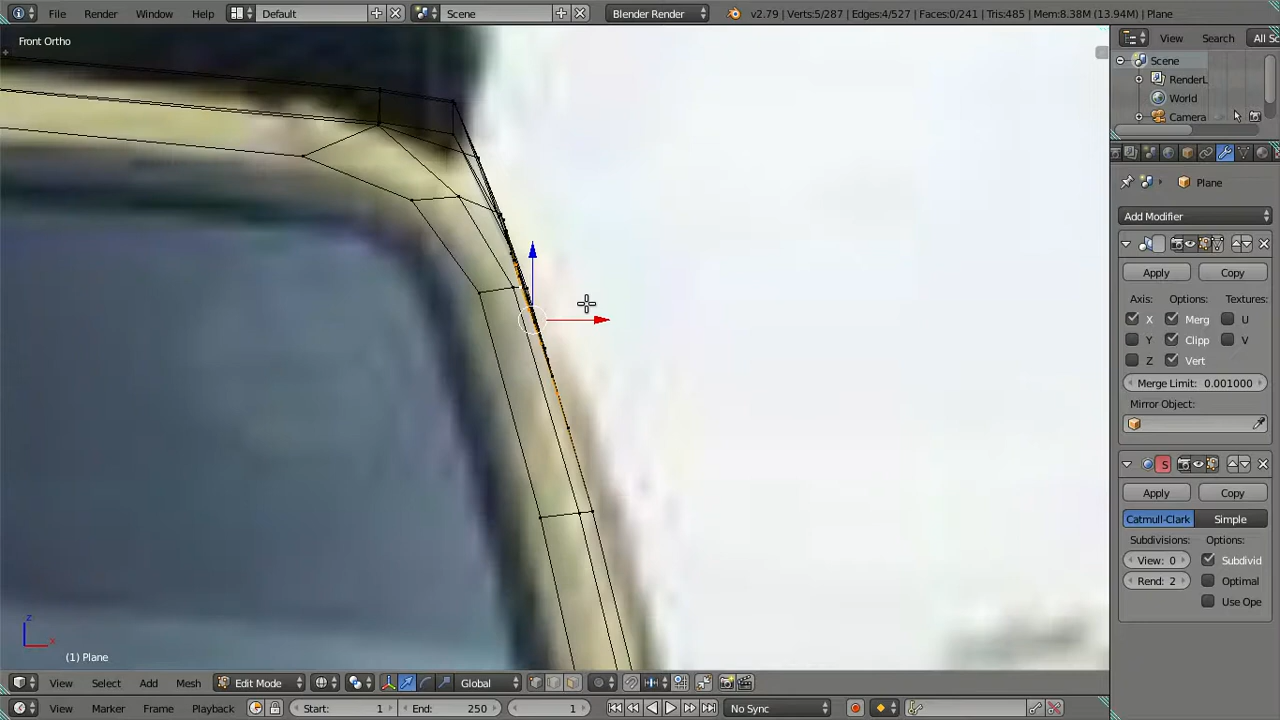 File Render Window Help Default Scene Blender Render v2.79 | Verts:5/287 | Edges:4/527 | Faces:0/241 | Tris:485 | Mem:8.38M (13.94M) | Plane
Front Ortho
View Search All Sc
Scene
RenderL
World
Camera
Plane
Add Modifier
Apply Copy
Axis: Options: Textures:
X Merg U
Y Clipp V
Z Vert
Merge Limit: 0.001000
Mirror Object:
S
Apply Copy
Catmull-Clark Simple
Subdivisions: Options:
View: 0 Subdivid
Rend: 2 Optimal
Use Ope
z
x
(1) Plane
View Select Add Mesh Edit Mode Global
View Marker Frame Playback Start: 1 End: 250 1 No Sync